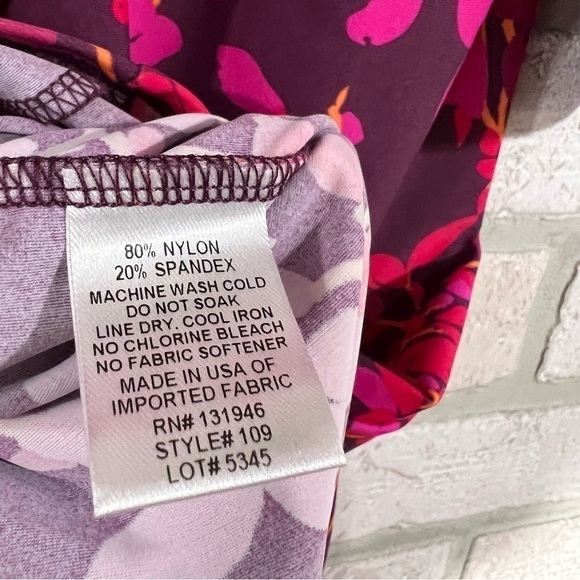 80% NYLON
20% SPANDEX
MACHINE WASH COLD
DO NOT SOAK
LINE DRY. COOL IRON
NO CHLORINE BLEACH
NO FABRIC SOFTENER
MADE IN USA OF
IMPORTED FABRIC
RN# 131946
STYLE# 109
LOT# 5345